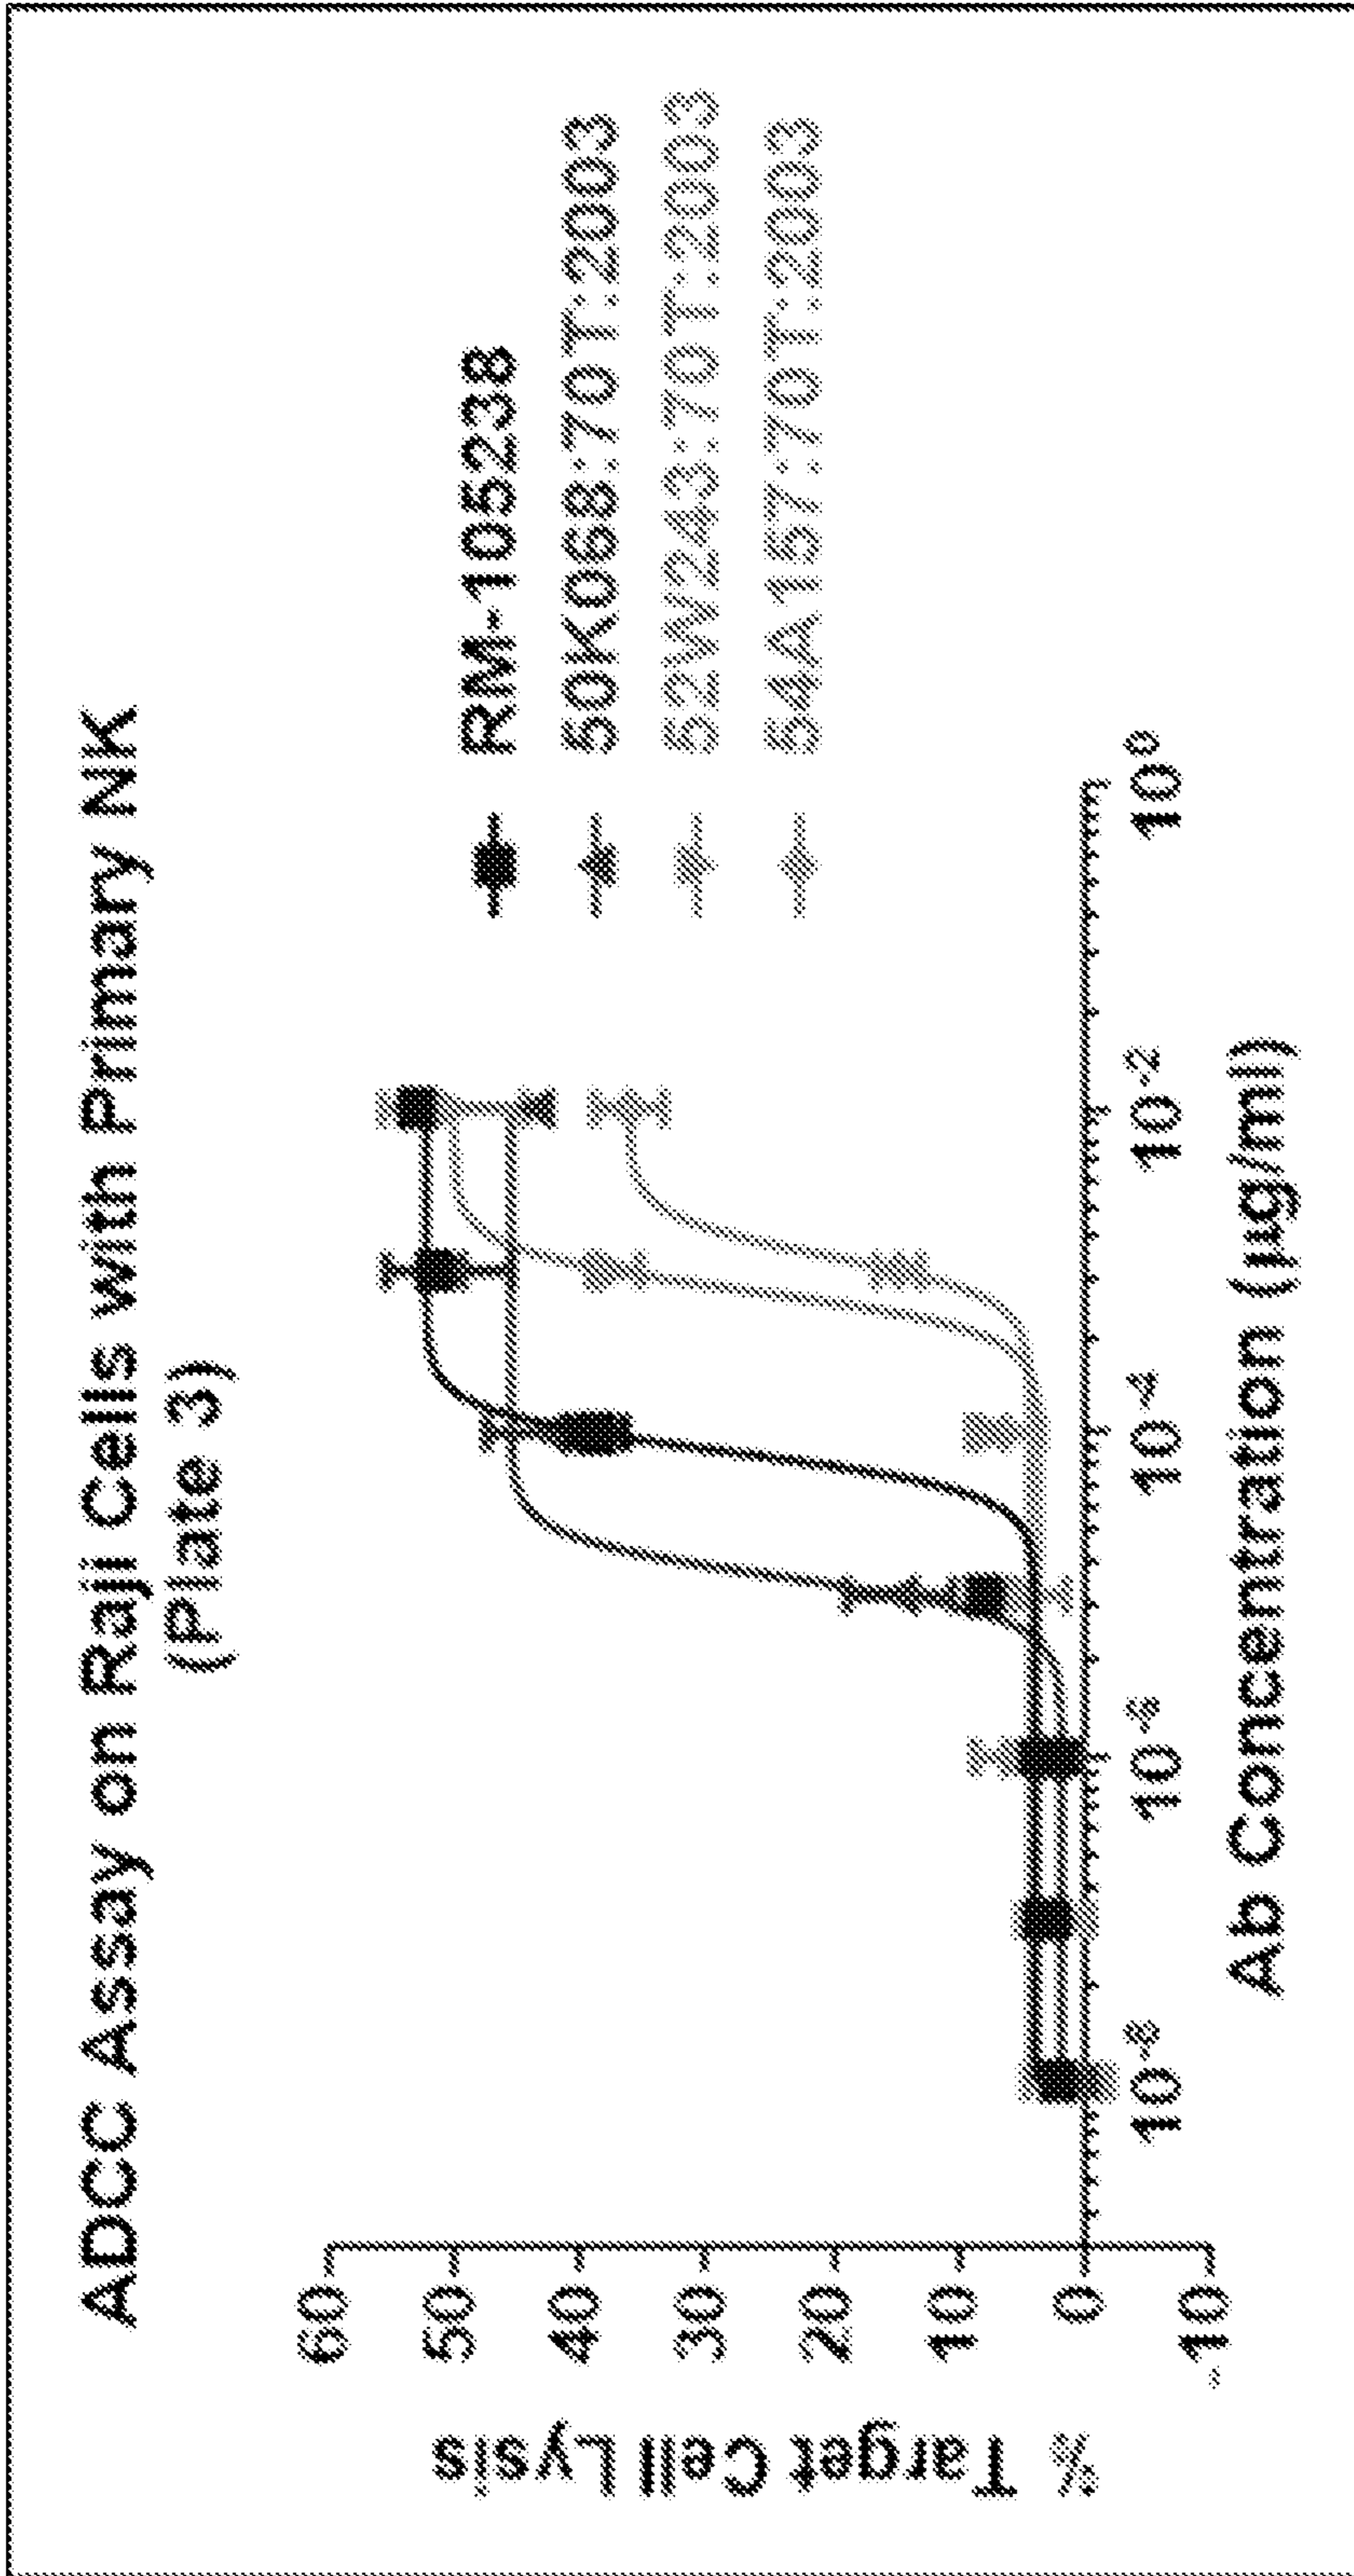 ADCC Assay on Raji Cells with Primary NK
(Plate 3)
% Target Cell Lysis
60
50
40
30
20
10
0
-10
10⁻⁸
10⁻⁶
10⁻⁴
10⁻²
10⁰
Ab Concentration (µg/ml)
RM-105238
50K068:70T:2003
52W243:70T:2003
54A157:70T:2003